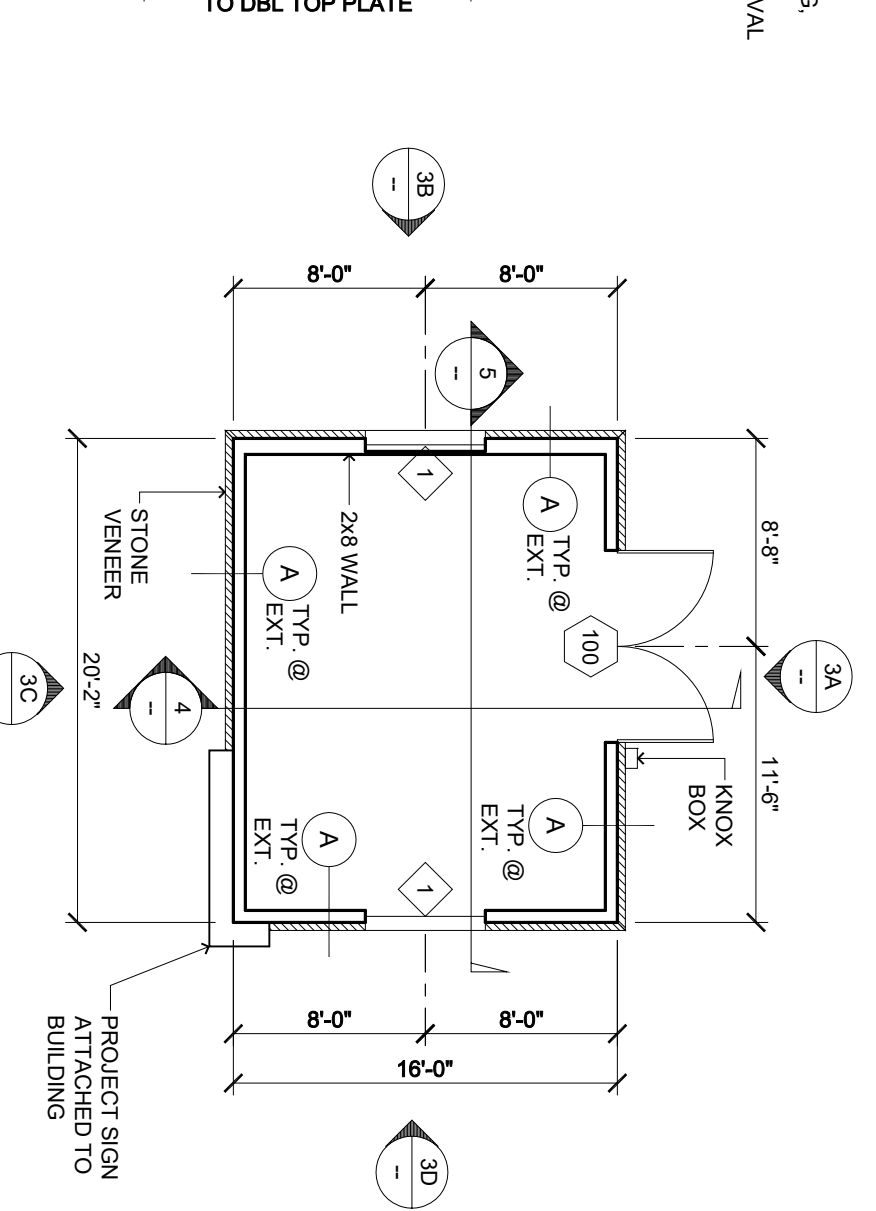 TO DBL TOP PLATE
VAL
3B
--
8'-0"
8'-0"
5
--
1
A
TYP. @
EXT.
8'-8"
STONE
VENEER
2x8 WALL
A
TYP. @
EXT.
100
3A
--
3C
20'-2"
4
--
11'-6"
KNOX
BOX
A
TYP. @
EXT.
A
TYP. @
EXT.
1
PROJECT SIGN
ATTACHED TO
BUILDING
8'-0"
8'-0"
16'-0"
3D
--